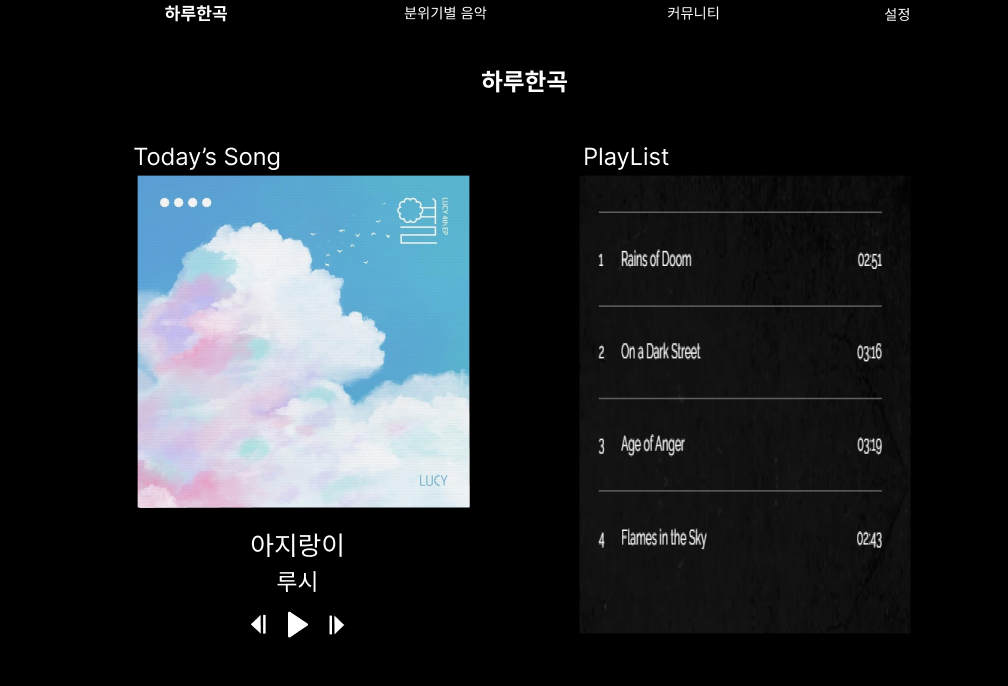 하루한곡
분위기별 음악
커뮤니티
설정
하루한곡
Today’s Song
LUCY 4th EP
열
LUCY
아지랑이
루시
PlayList
1 Rains of Doom 02:51
2 On a Dark Street 03:16
3 Age of Anger 03:19
4 Flames in the Sky 02:43